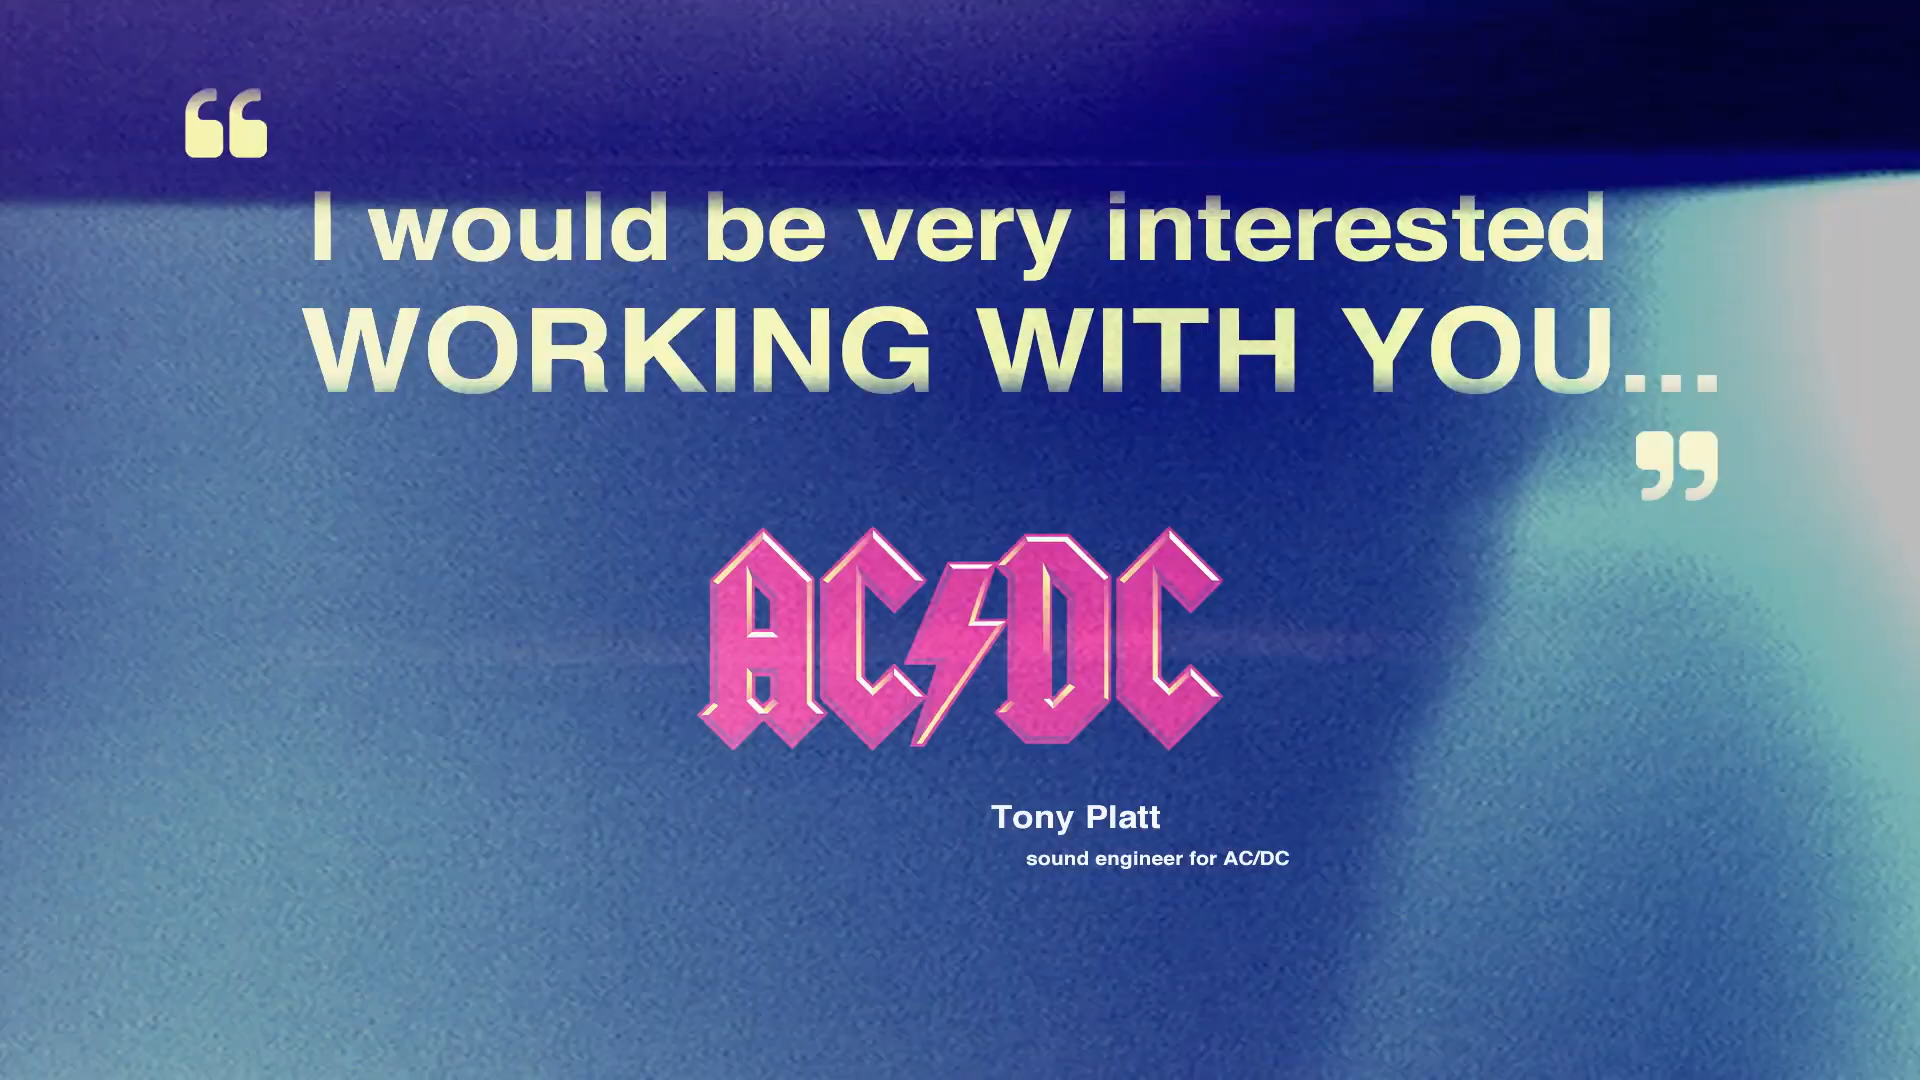 “
I would be very interested
WORKING WITH YOU...
”
AC/DC
Tony Platt
sound engineer for AC/DC